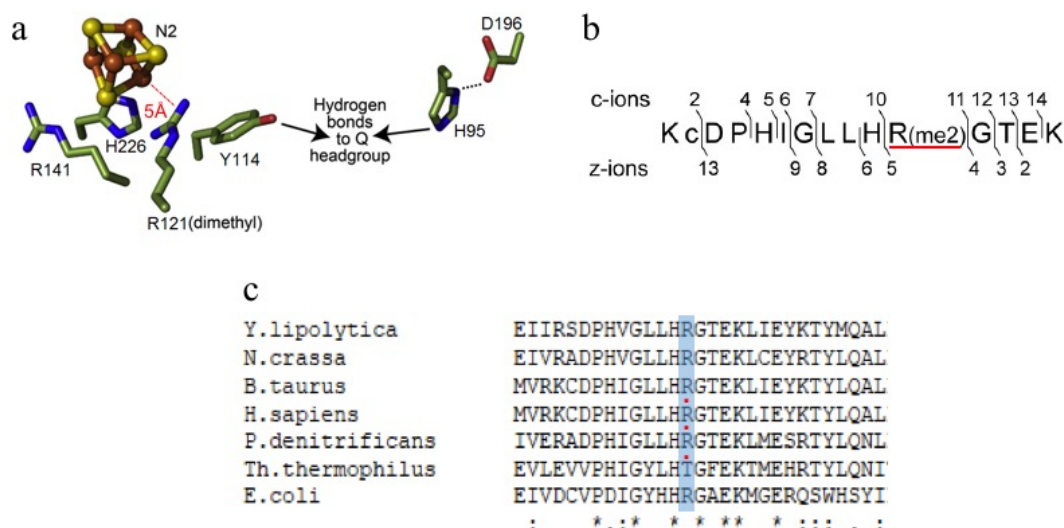 a
N2
D196
5Å
Hydrogen
bonds
to Q
headgroup
H226
Y114
H95
R141
R121(dimethyl)
b
c-ions 2 4 5 6 7 10 11 12 13 14
K c D P H I G L L H R(me2) G T E K
z-ions 13 9 8 6 5 4 3 2
c
Y.lipolytica EIIRSDPHVGLLHRGTEKLIEYKTYMQAL
N.crassa EIVRADPHIGLLHRGTEKLCEYRTYLQAL
B.taurus MVRKCDPHIGLLHRGTEKLIEYKTYLQAL
H.sapiens MVRKCDPHIGLLHRGTEKLIEYKTYLQAL
P.denitrificans IVERADPHIGLLHRGTEKLMESRTYLQNL
Th.thermophilus EVLEVVPHIGYLHTGFEKTMEHRTYLQNI
E.coli EIVDCVPDIGYHHRGAEKMGERQSWHSYI
: *.:* * * ** * :::.: